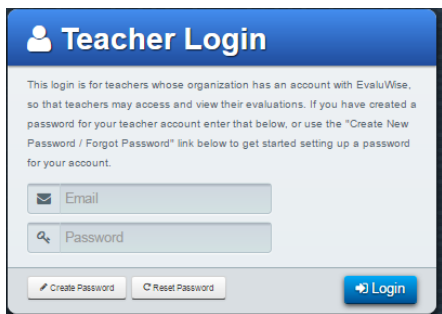 Teacher Login
This login is for teachers whose organization has an account with EvaluWise,
so that teachers may access and view their evaluations. If you have created a
password for your teacher account enter that below, or use the "Create New
Password / Forgot Password" link below to get started setting up a password
for your account.
Email
Password
Create Password Reset Password Login